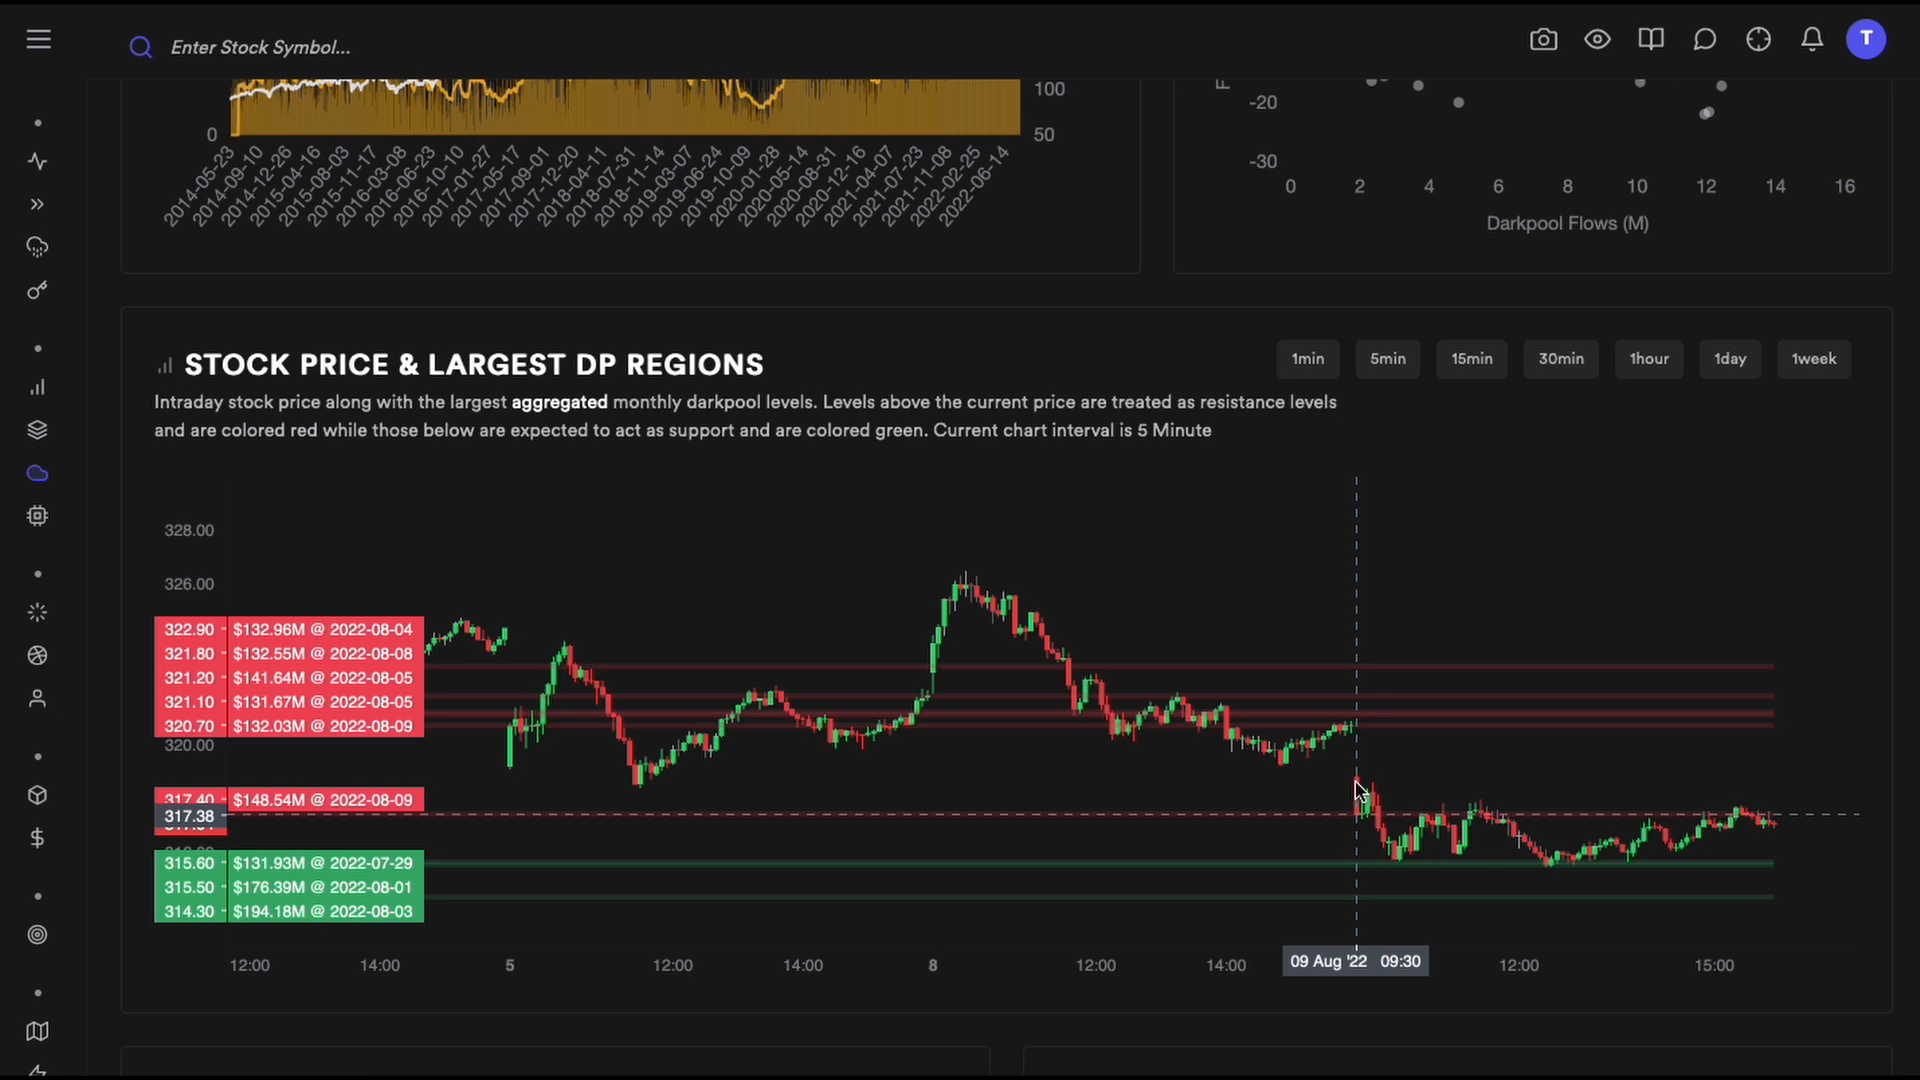 Enter Stock Symbol...
T
0
100
50
2014-05-23
2014-09-10
2014-12-26
2015-04-16
2015-08-03
2015-11-17
2016-03-08
2016-06-23
2016-10-10
2017-01-27
2017-05-17
2017-09-01
2017-12-20
2018-04-11
2018-07-31
2018-11-14
2019-03-07
2019-06-24
2019-10-09
2020-01-28
2020-05-14
2020-08-31
2020-12-16
2021-04-07
2021-07-23
2021-11-08
2022-02-25
2022-06-14
-20
-30
0 2 4 6 8 10 12 14 16
Darkpool Flows (M)
STOCK PRICE & LARGEST DP REGIONS
1min 5min 15min 30min 1hour 1day 1week
Intraday stock price along with the largest aggregated monthly darkpool levels. Levels above the current price are treated as resistance levels
and are colored red while those below are expected to act as support and are colored green. Current chart interval is 5 Minute
328.00
326.00
322.90 $132.96M @ 2022-08-04
321.80 $132.55M @ 2022-08-08
321.20 $141.64M @ 2022-08-05
321.10 $131.67M @ 2022-08-05
320.70 $132.03M @ 2022-08-09
320.00
317.40 $148.54M @ 2022-08-09
317.38
315.60 $131.93M @ 2022-07-29
315.50 $176.39M @ 2022-08-01
314.30 $194.18M @ 2022-08-03
12:00 14:00 5 12:00 14:00 8 12:00 14:00 09 Aug '22 09:30 12:00 15:00